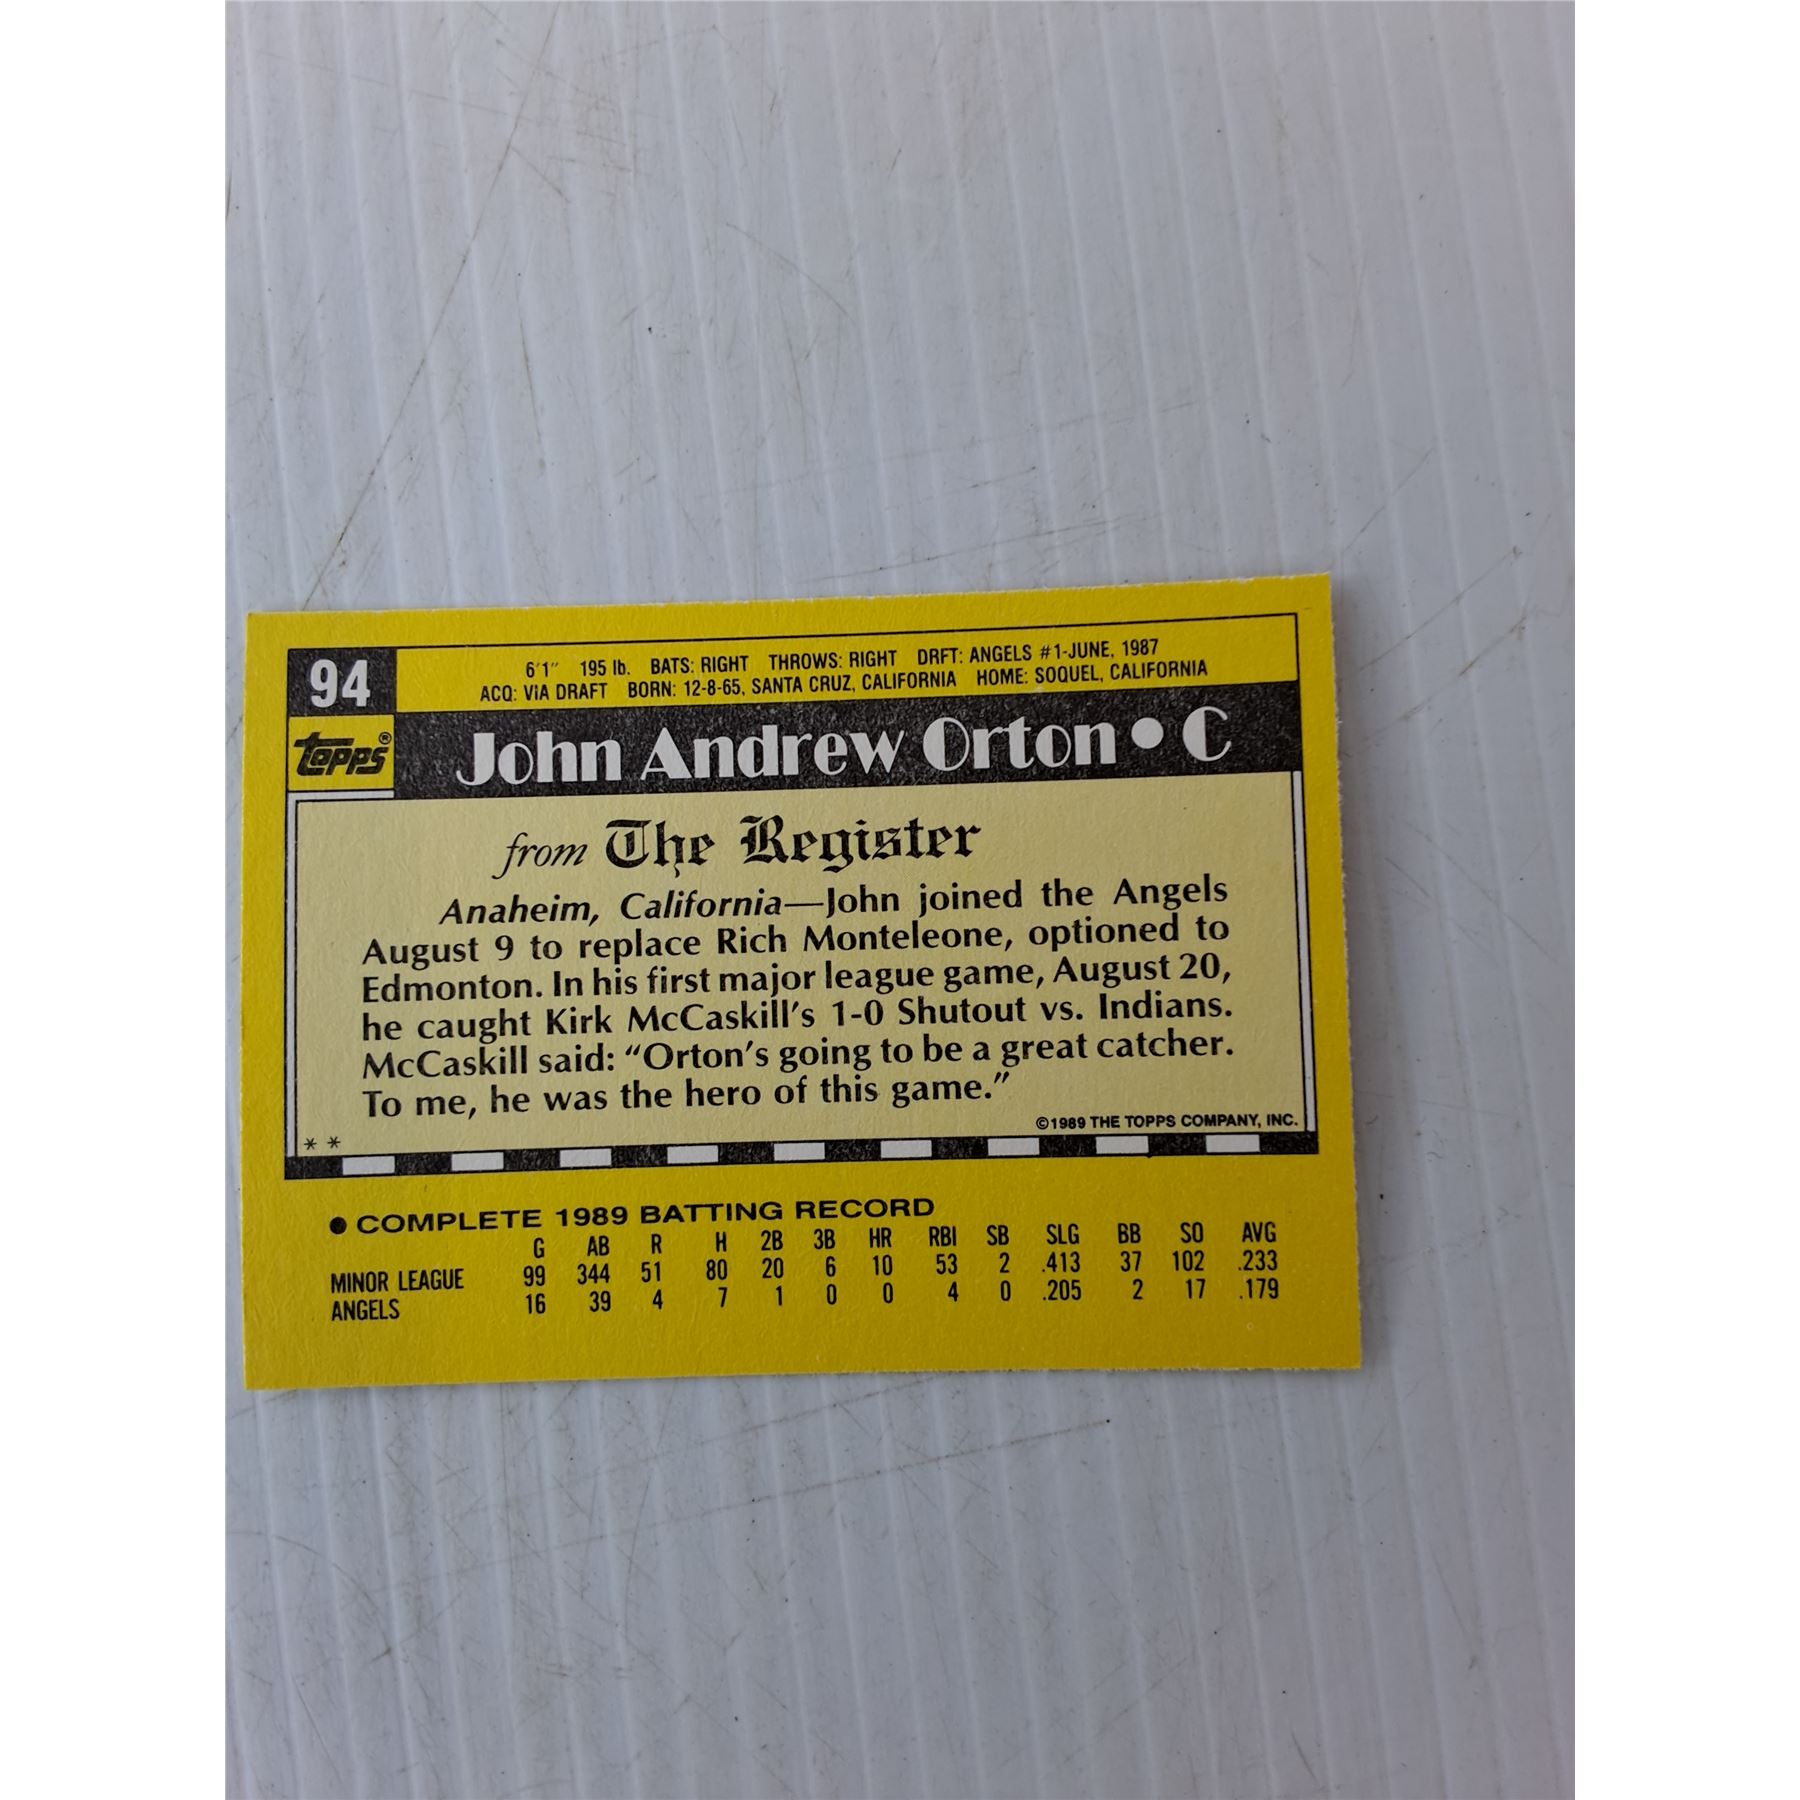 94
6'1" 195 lb. BATS: RIGHT THROWS: RIGHT DRFT: ANGELS #1-JUNE, 1987
ACQ: VIA DRAFT BORN: 12-8-65, SANTA CRUZ, CALIFORNIA HOME: SOQUEL, CALIFORNIA
topps®
John Andrew Orton • C
from The Register
Anaheim, California—John joined the Angels
August 9 to replace Rich Monteleone, optioned to
Edmonton. In his first major league game, August 20,
he caught Kirk McCaskill's 1-0 Shutout vs. Indians.
McCaskill said: "Orton's going to be a great catcher.
To me, he was the hero of this game."
©1989 THE TOPPS COMPANY, INC.
* *
● COMPLETE 1989 BATTING RECORD
G AB R H 2B 3B HR RBI SB SLG BB SO AVG
MINOR LEAGUE 99 344 51 80 20 6 10 53 2 .413 37 102 .233
ANGELS 16 39 4 7 1 0 0 4 0 .205 2 17 .179